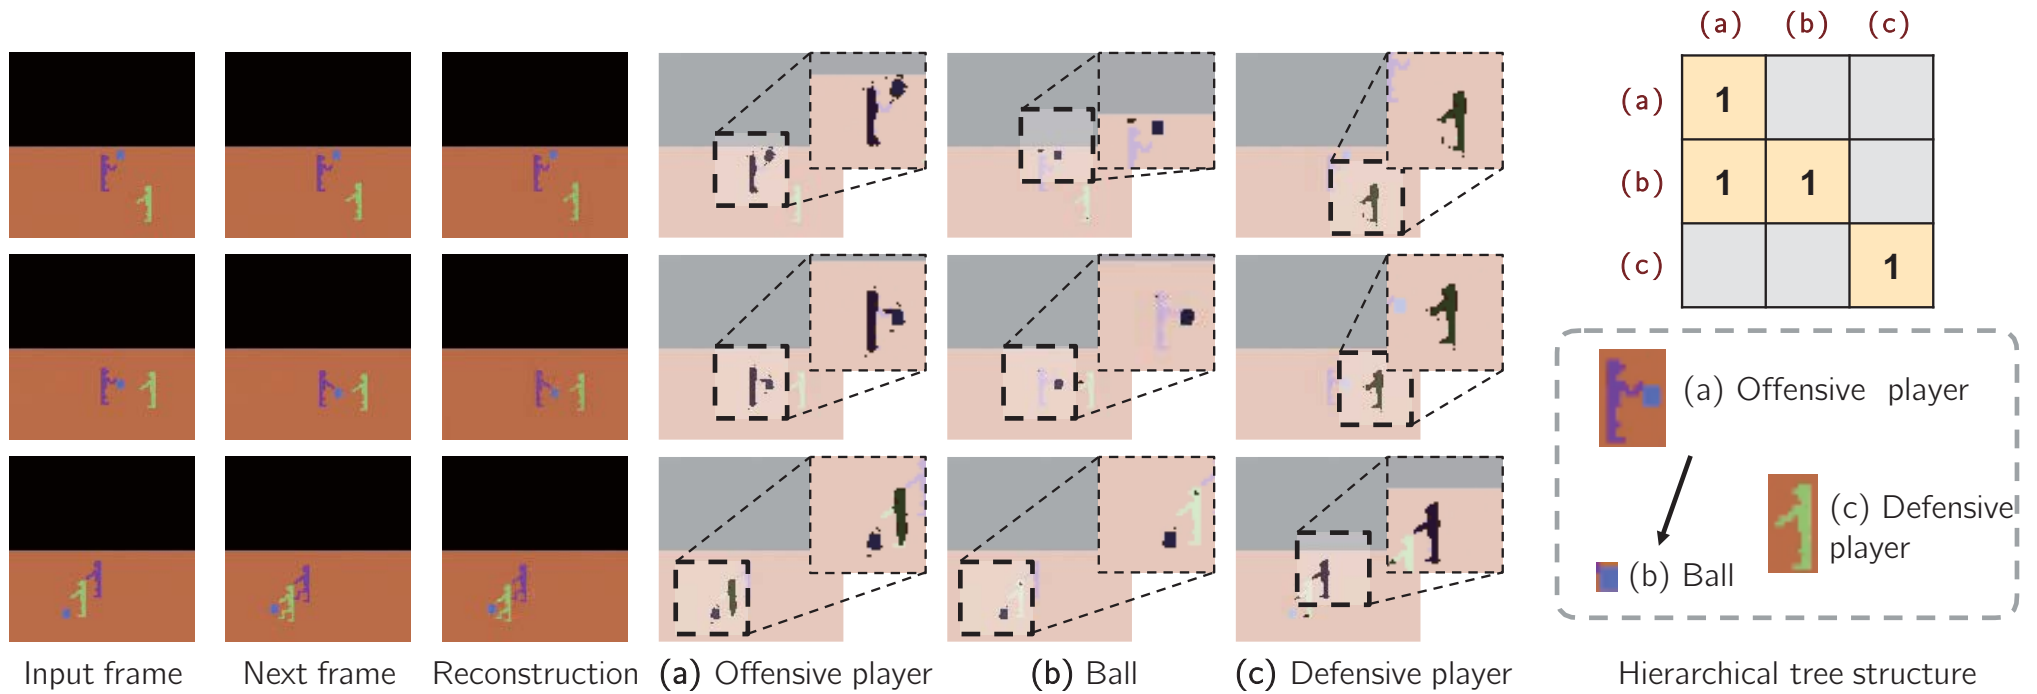 (a) (b) (c)
(a) 1
(b) 1 1
(c) 1
(a) Offensive player
(c) Defensive
player
(b) Ball
Input frame Next frame Reconstruction (a) Offensive player (b) Ball (c) Defensive player Hierarchical tree structure